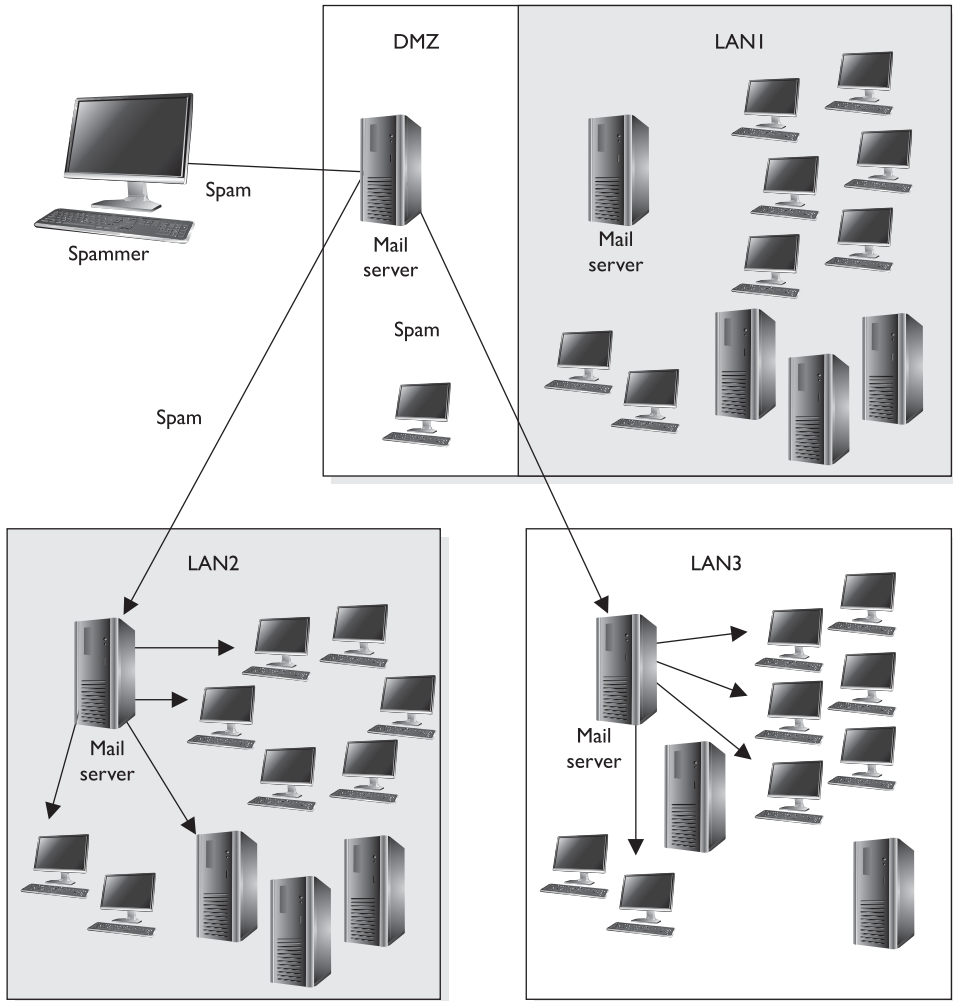 DMZ
LAN1
Spam
Spammer
Mail
server
Mail
server
Spam
Spam
LAN2
LAN3
Mail
server
Mail
server